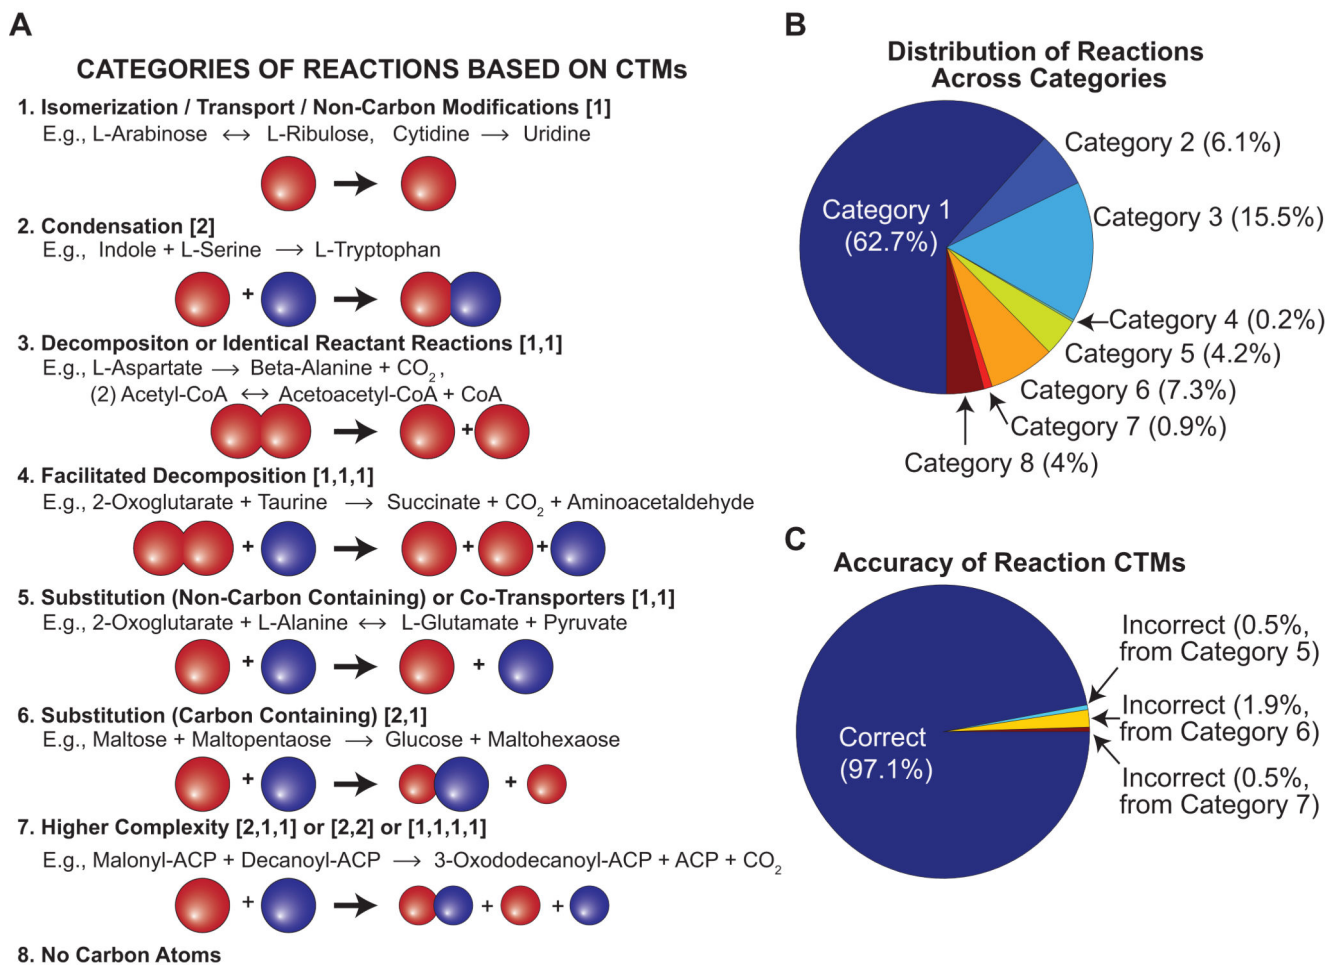 A
CATEGORIES OF REACTIONS BASED ON CTMs
1. Isomerization / Transport / Non-Carbon Modifications [1]
E.g., L-Arabinose ↔ L-Ribulose, Cytidine → Uridine
2. Condensation [2]
E.g., Indole + L-Serine → L-Tryptophan
+
3. Decompositon or Identical Reactant Reactions [1,1]
E.g., L-Aspartate → Beta-Alanine + CO2,
(2) Acetyl-CoA ↔ Acetoacetyl-CoA + CoA
+
4. Facilitated Decomposition [1,1,1]
E.g., 2-Oxoglutarate + Taurine → Succinate + CO2 + Aminoacetaldehyde
+ + +
5. Substitution (Non-Carbon Containing) or Co-Transporters [1,1]
E.g., 2-Oxoglutarate + L-Alanine ↔ L-Glutamate + Pyruvate
+ +
6. Substitution (Carbon Containing) [2,1]
E.g., Maltose + Maltopentaose → Glucose + Maltohexaose
+ +
7. Higher Complexity [2,1,1] or [2,2] or [1,1,1,1]
E.g., Malonyl-ACP + Decanoyl-ACP → 3-Oxododecanoyl-ACP + ACP + CO2
+ + +
8. No Carbon Atoms
B
Distribution of Reactions
Across Categories
Category 1
(62.7%)
Category 2 (6.1%)
Category 3 (15.5%)
Category 4 (0.2%)
Category 5 (4.2%)
Category 6 (7.3%)
Category 7 (0.9%)
Category 8 (4%)
C
Accuracy of Reaction CTMs
Correct
(97.1%)
Incorrect (0.5%,
from Category 5)
Incorrect (1.9%,
from Category 6)
Incorrect (0.5%,
from Category 7)